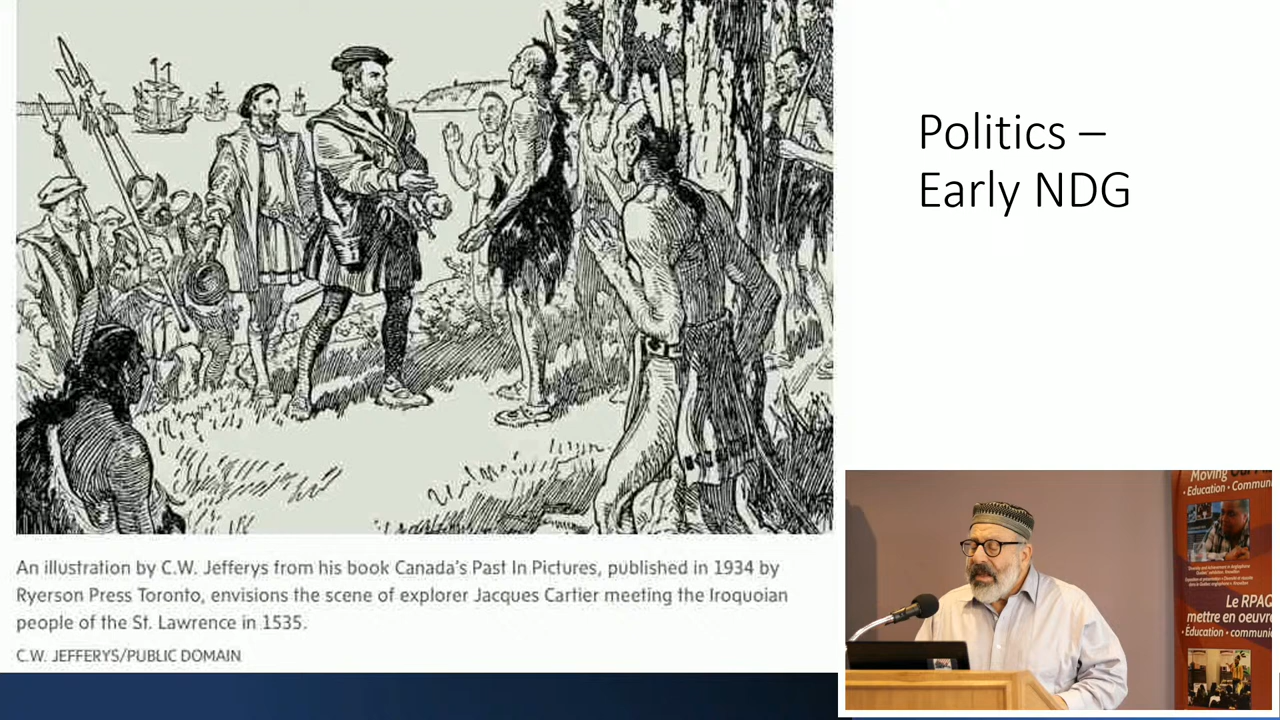 Politics –
Early NDG
An illustration by C.W. Jefferys from his book Canada's Past In Pictures, published in 1934 by
Ryerson Press Toronto, envisions the scene of explorer Jacques Cartier meeting the Iroquoian
people of the St. Lawrence in 1535.
C.W. JEFFERYS/PUBLIC DOMAIN
Moving
• Education • Commun
Le RPAQ
mettre en oeuvre
• Éducation • communi